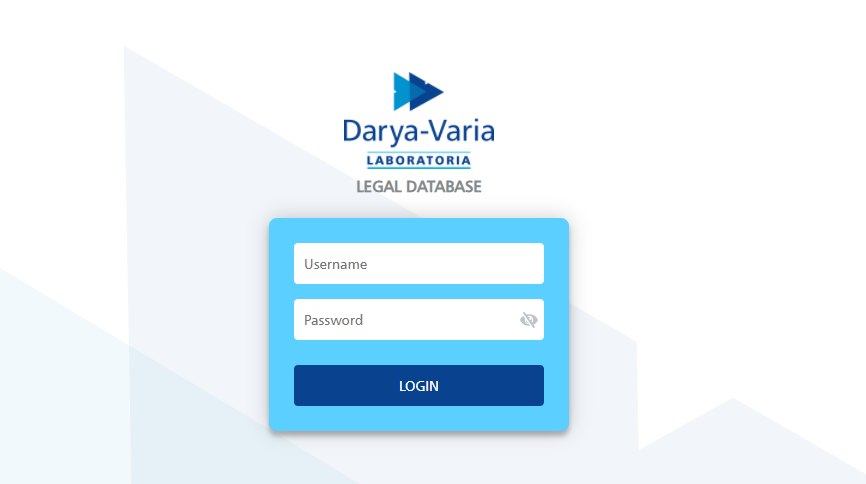 Darya-Varia
LABORATORIA
LEGAL DATABASE
Username
Password
LOGIN